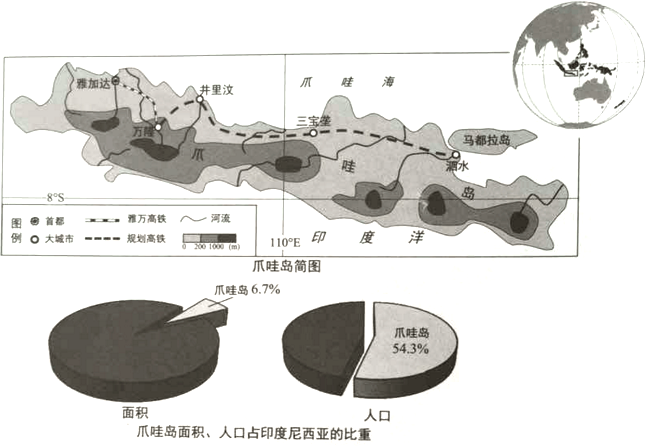 雅加达
井里汶
爪 哇 海
万隆
三宝垄
马都拉岛
泗水
爪 哇 岛
8°S
110°E
印 度 洋
图例
首都
雅万高铁
河流
大城市
规划高铁
0 200 1000 (m)
爪哇岛简图
爪哇岛 6.7%
爪哇岛
54.3%
面积
人口
爪哇岛面积、人口占印度尼西亚的比重